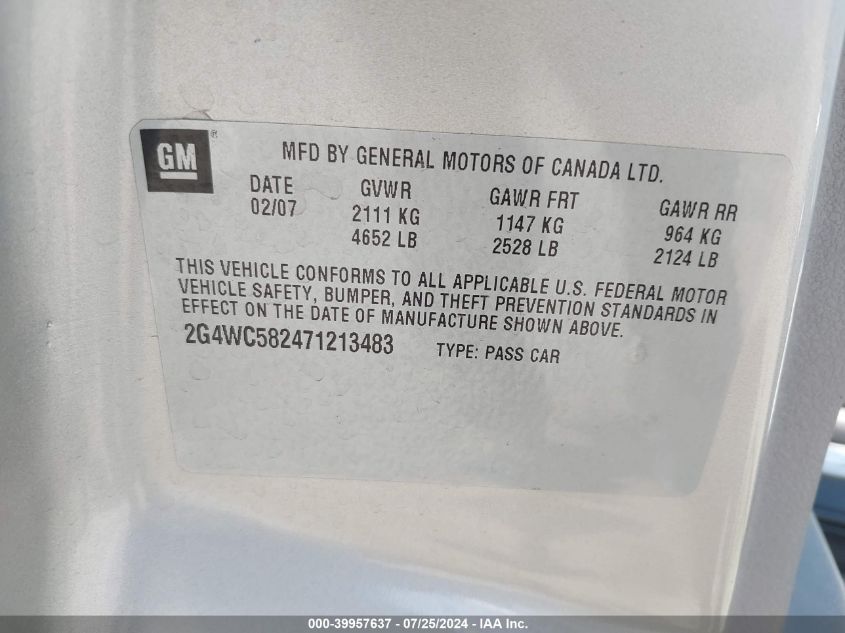 GM®
MFD BY GENERAL MOTORS OF CANADA LTD.
DATE GVWR GAWR FRT GAWR RR
02/07 2111 KG 1147 KG 964 KG
4652 LB 2528 LB 2124 LB
THIS VEHICLE CONFORMS TO ALL APPLICABLE U.S. FEDERAL MOTOR
VEHICLE SAFETY, BUMPER, AND THEFT PREVENTION STANDARDS IN
EFFECT ON THE DATE OF MANUFACTURE SHOWN ABOVE.
2G4WC582471213483 TYPE: PASS CAR
000-39957637 - 07/25/2024 - IAA Inc.